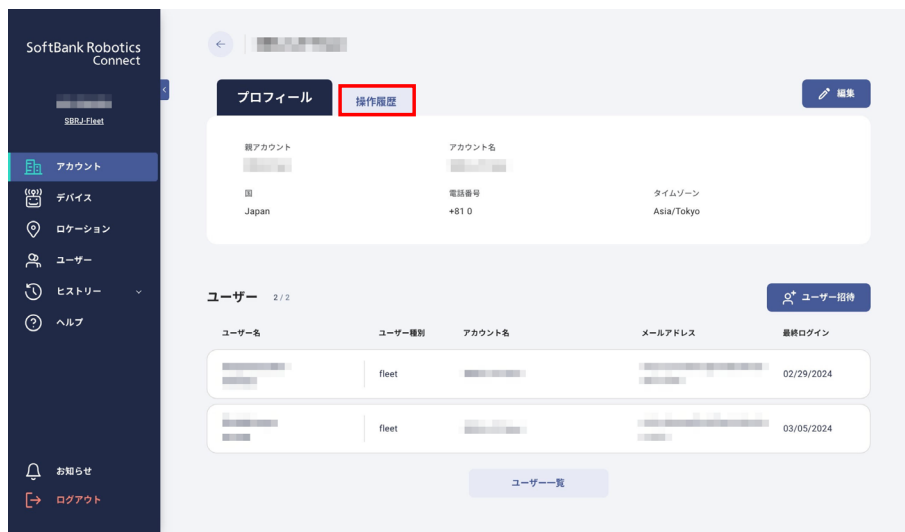 SoftBank Robotics
Connect
SBRJ-Fleet
アカウント
デバイス
ロケーション
ユーザー
ヒストリー
ヘルプ
お知らせ
ログアウト
プロフィール
操作履歴
編集
親アカウント
アカウント名
国
電話番号
タイムゾーン
Japan
+81 0
Asia/Tokyo
ユーザー 2 / 2
ユーザー招待
ユーザー名 ユーザー種別 アカウント名 メールアドレス 最終ログイン
fleet 02/29/2024
fleet 03/05/2024
ユーザー一覧